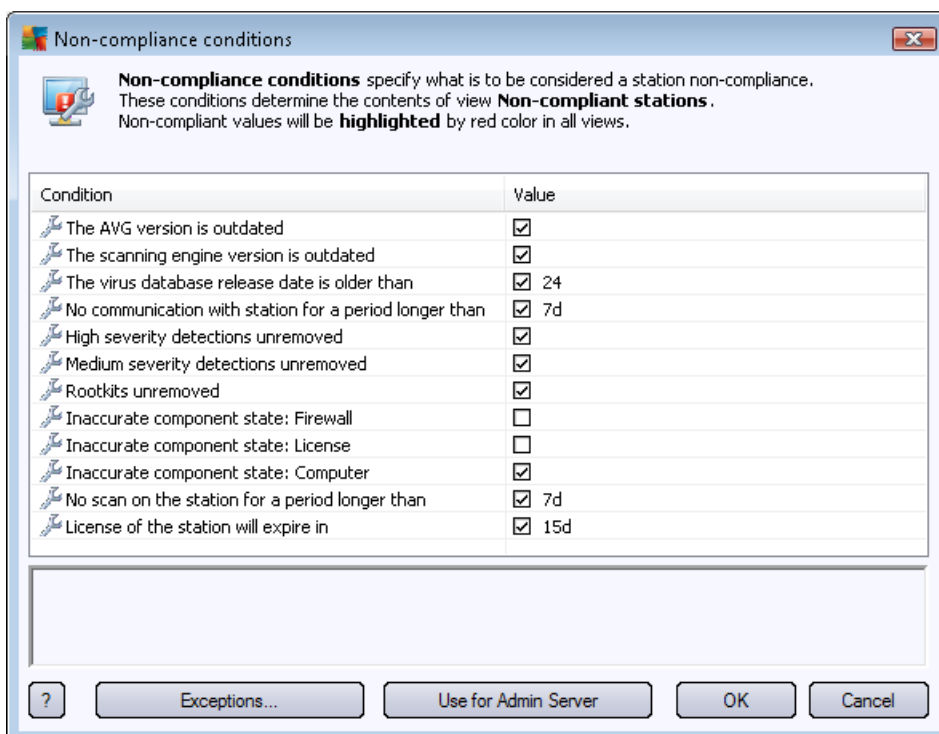 Non-compliance conditions
Non-compliance conditions specify what is to be considered a station non-compliance.
These conditions determine the contents of view Non-compliant stations.
Non-compliant values will be highlighted by red color in all views.
Condition Value
The AVG version is outdated
The scanning engine version is outdated
The virus database release date is older than 24
No communication with station for a period longer than 7d
High severity detections unremoved
Medium severity detections unremoved
Rootkits unremoved
Inaccurate component state: Firewall
Inaccurate component state: License
Inaccurate component state: Computer
No scan on the station for a period longer than 7d
License of the station will expire in 15d
? Exceptions... Use for Admin Server OK Cancel